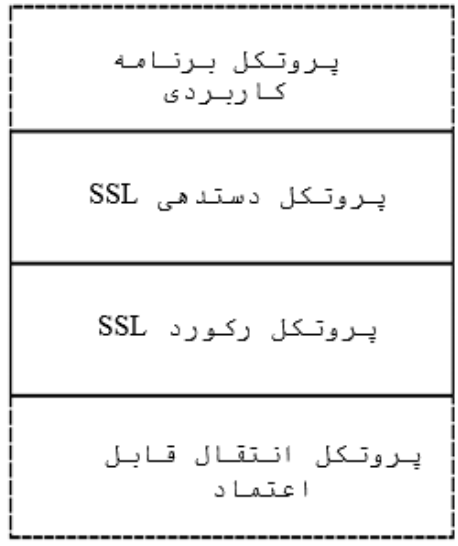 پروتکل برنامه
کاربردی
پروتکل دستدهی SSL
پروتکل رکورد SSL
پروتکل انتقال قابل
اعتماد